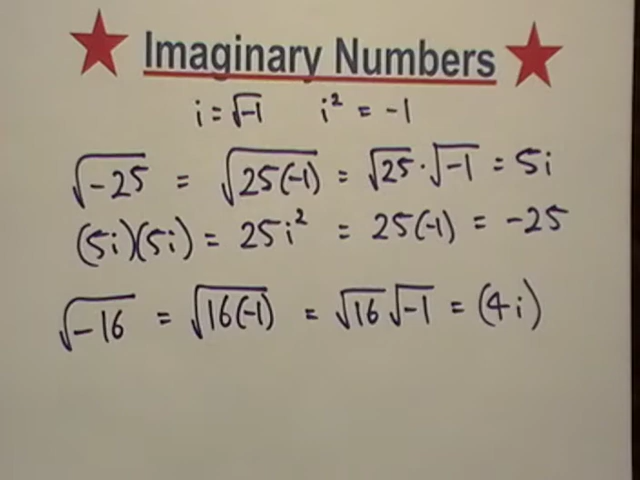 Imaginary Numbers
i = √-1 i² = -1
√-25 = √25(-1) = √25 · √-1 = 5i
(5i)(5i) = 25i² = 25(-1) = -25
√-16 = √16(-1) = √16 √-1 = (4i)